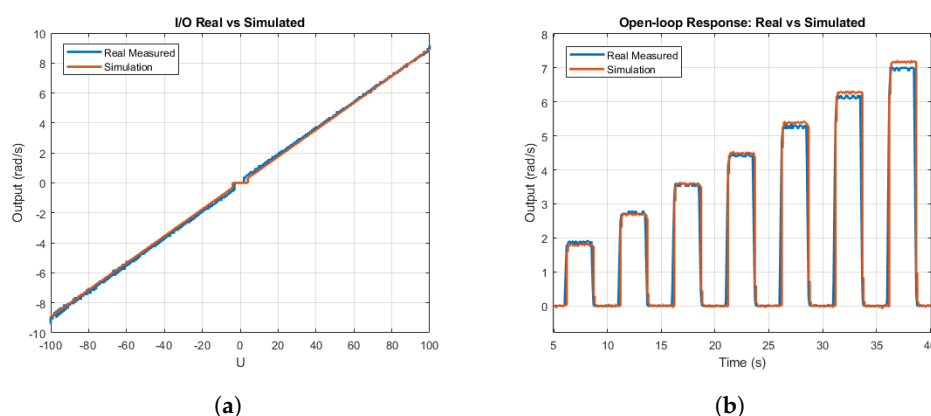 I/O Real vs Simulated
Real Measured
Simulation
Output (rad/s)
10
8
6
4
2
0
-2
-4
-6
-8
-10
-100 -80 -60 -40 -20 0 20 40 60 80 100
U
(a)
Open-loop Response: Real vs Simulated
Real Measured
Simulation
Output (rad/s)
8
7
6
5
4
3
2
1
0
5 10 15 20 25 30 35 40
Time (s)
(b)